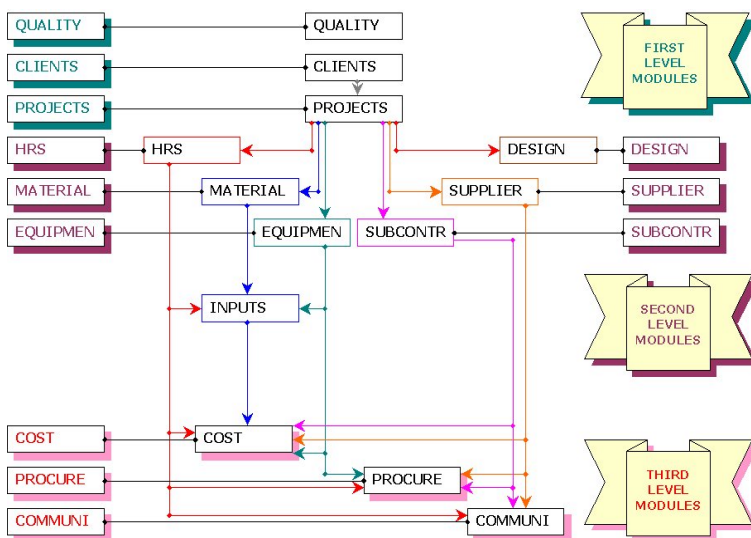 QUALITY
QUALITY
CLIENTS
CLIENTS
PROJECTS
PROJECTS
FIRST
LEVEL
MODULES
HRS
HRS
DESIGN
DESIGN
MATERIAL
MATERIAL
SUPPLIER
SUPPLIER
EQUIPMEN
EQUIPMEN
SUBCONTR
SUBCONTR
INPUTS
SECOND
LEVEL
MODULES
COST
COST
PROCURE
PROCURE
COMMUNI
COMMUNI
THIRD
LEVEL
MODULES